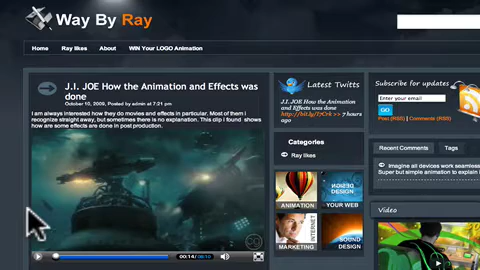 Way By Ray
Home
Ray likes
About
WIN Your LOGO Animation
J.I. JOE How the Animation and Effects was
done
October 10, 2009, Posted by admin at 7:21 pm
I am always interested how they do movies and effects in particular. Most of them i
recognize straight away, but sometimes there is no explanation. This clip I found shows
how are some effects are done in post production.
00:14
Latest Twitts
J.I. JOE How the Animation
and Effects was done
>> 7 hours
ago
Categories
Ray likes
ANIMATION
DESIGN
YOUR WEB
MARKETING
INTERNET
SOUND
DESIGN
Subscribe for updates
Enter your email
GO
Post (RSS) | Comments (RSS)
Recent Comments
Tags
Imagine all devices work seamless
Super but simple animation to explain
Video